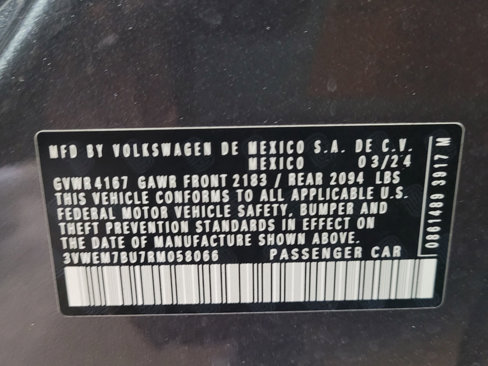 MFD BY VOLKSWAGEN DE MEXICO S.A. DE C.V.
MEXICO 03/24
GVWR 4167 GAWR FRONT 2183 / REAR 2094 LBS
THIS VEHICLE CONFORMS TO ALL APPLICABLE U.S.
FEDERAL MOTOR VEHICLE SAFETY, BUMPER AND
THEFT PREVENTION STANDARDS IN EFFECT ON
THE DATE OF MANUFACTURE SHOWN ABOVE.
3VWEM7BU7RM058066 PASSENGER CAR
0061489 3917 M